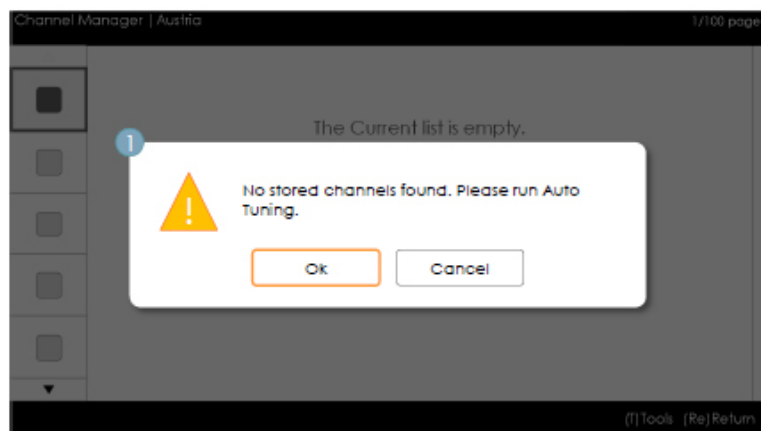 Channel Manager | Austria
1/100 page
The Current list is empty.
1
No stored channels found. Please run Auto
Tuning.
Ok
Cancel
(T)Tools (Re)Return